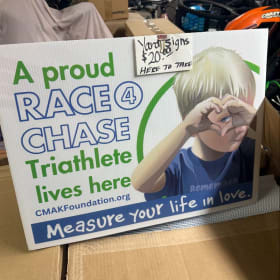 Yard Signs
$20.00
HERE TO TAKE
A proud
RACE 4
CHASE
Triathlete
lives here
CMAKFoundation.org
Remember
Measure your life in love.